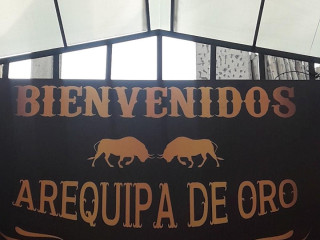 BIENVENIDOS
AREQUIPA DE ORO